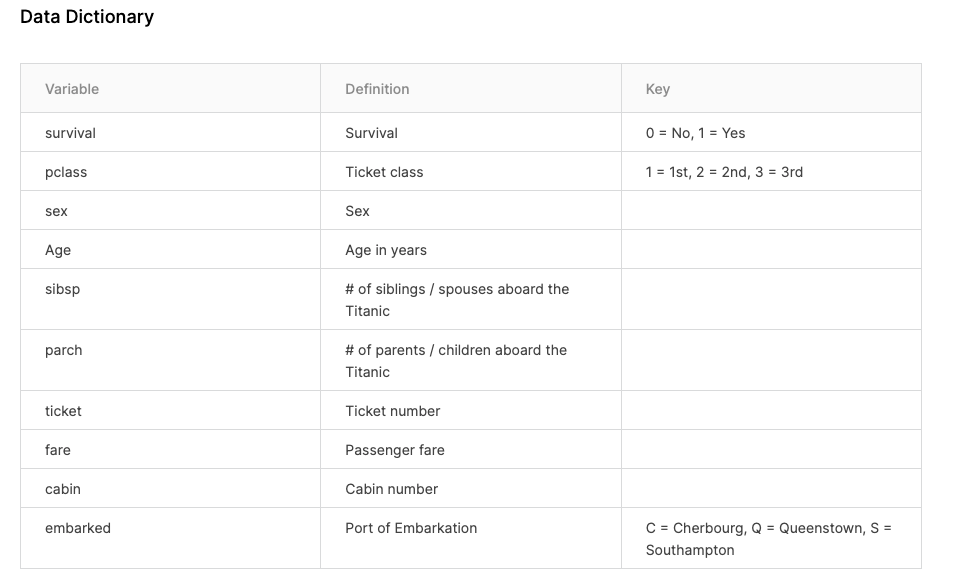 Data Dictionary
Variable Definition Key
survival Survival 0 = No, 1 = Yes
pclass Ticket class 1 = 1st, 2 = 2nd, 3 = 3rd
sex Sex
Age Age in years
sibsp # of siblings / spouses aboard the
Titanic
parch # of parents / children aboard the
Titanic
ticket Ticket number
fare Passenger fare
cabin Cabin number
embarked Port of Embarkation C = Cherbourg, Q = Queenstown, S =
Southampton